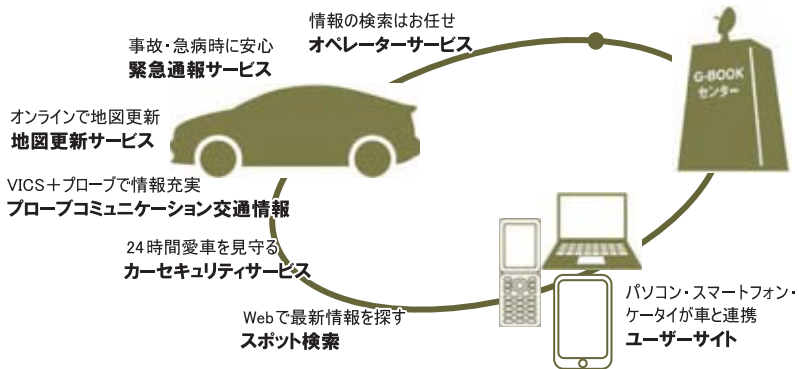 情報の検索はお任せ
オペレーターサービス
事故・急病時に安心
緊急通報サービス
G-BOOK
センター
オンラインで地図更新
地図更新サービス
VICS＋プローブで情報充実
プローブコミュニケーション交通情報
24時間愛車を見守る
カーセキュリティサービス
Webで最新情報を探す
スポット検索
パソコン・スマートフォン・
ケータイが車と連携
ユーザーサイト